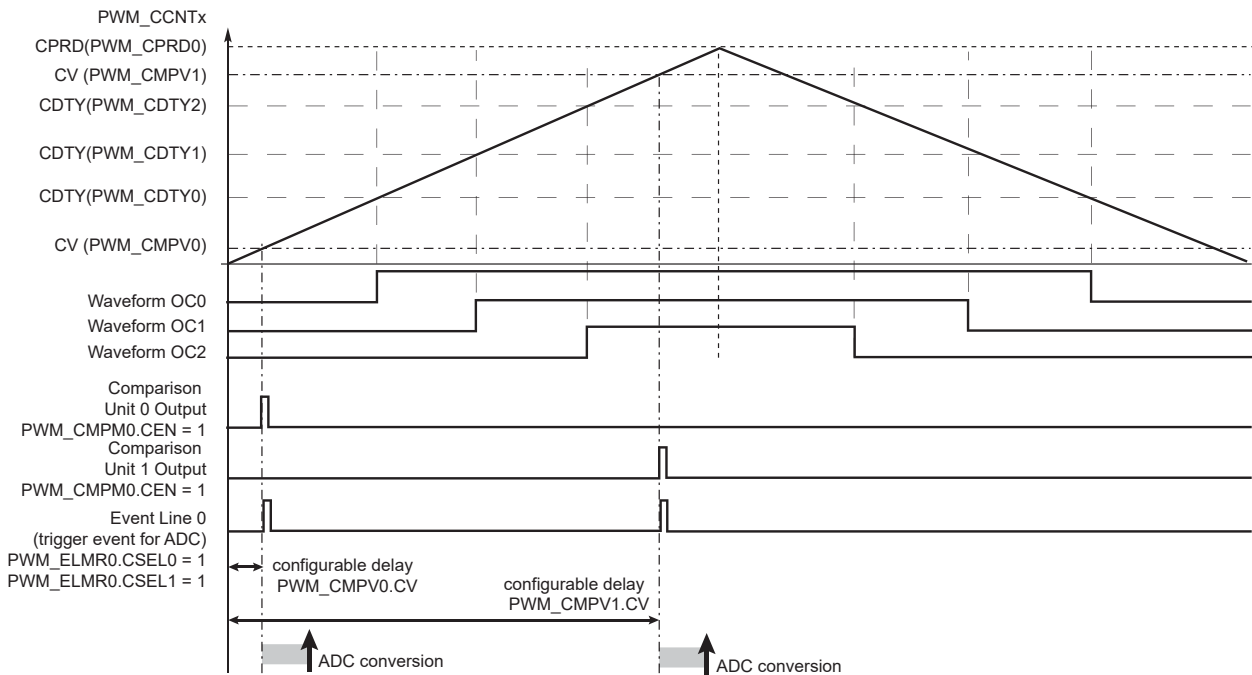 PWM_CCNTx
CPRD(PWM_CPRD0)
CV (PWM_CMPV1)
CDTY(PWM_CDTY2)
CDTY(PWM_CDTY1)
CDTY(PWM_CDTY0)
CV (PWM_CMPV0)
Waveform OC0
Waveform OC1
Waveform OC2
Comparison
Unit 0 Output
PWM_CMPM0.CEN = 1
Comparison
Unit 1 Output
PWM_CMPM0.CEN = 1
Event Line 0
(trigger event for ADC)
PWM_ELMR0.CSEL0 = 1
PWM_ELMR0.CSEL1 = 1
configurable delay
PWM_CMPV0.CV
configurable delay
PWM_CMPV1.CV
ADC conversion
ADC conversion